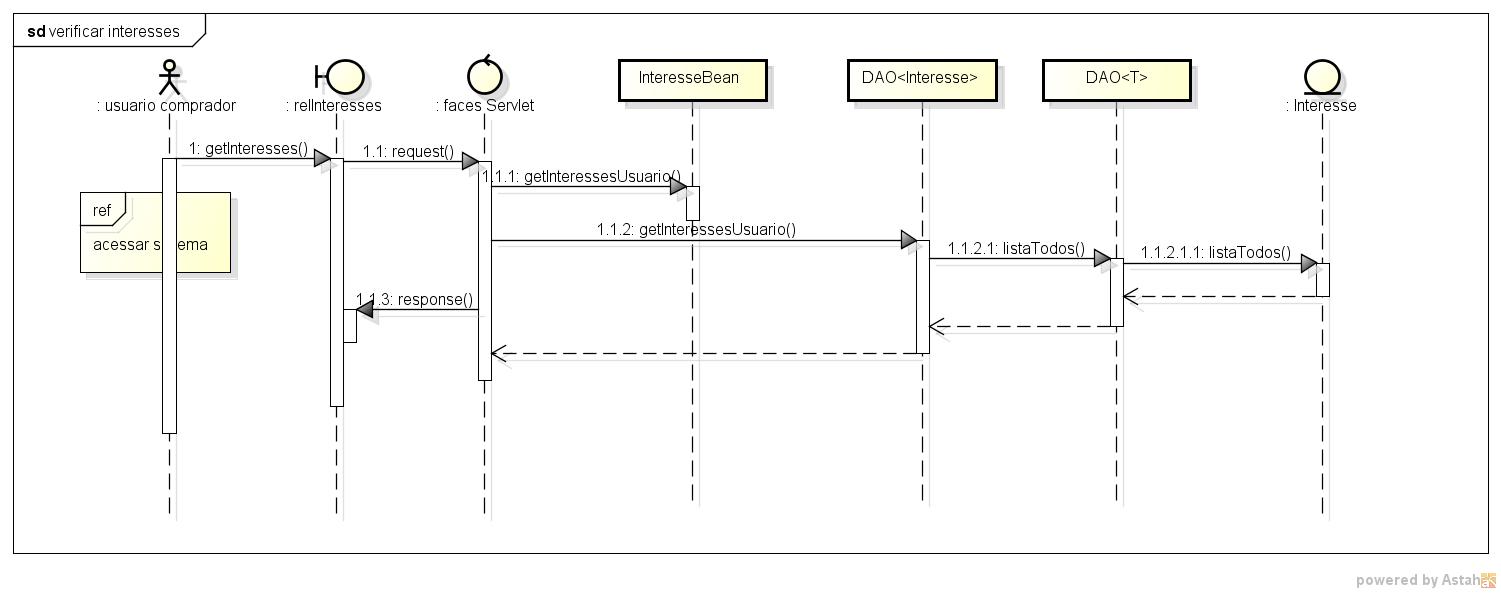 sd verificar interesses
: usuario comprador
: relInteresses
: faces Servlet
InteresseBean
DAO<Interesse>
DAO<T>
: Interesse
1: getInteresses()
1.1: request()
1.1.1: getInteressesUsuario()
ref
acessar sistema
1.1.2: getInteressesUsuario()
1.1.2.1: listaTodos()
1.1.2.1.1: listaTodos()
1.1.3: response()
powered by Astah